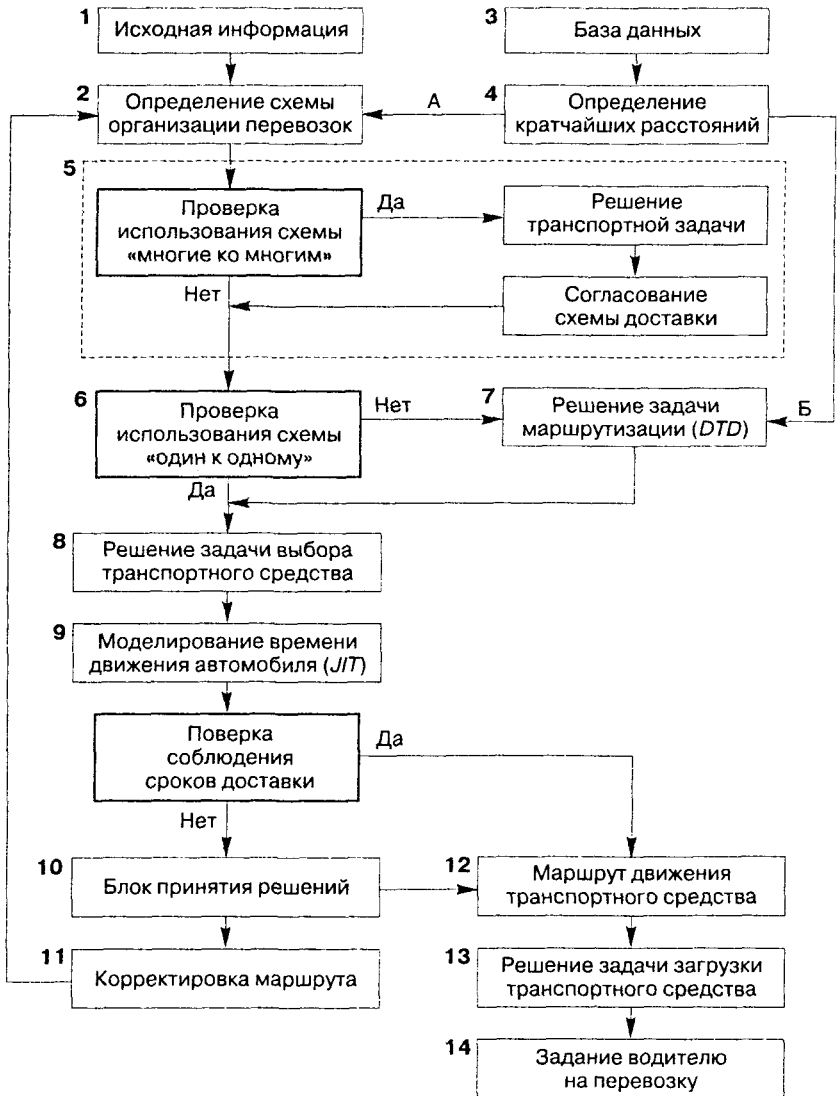 1
Исходная информация
3
База данных
2
Определение схемы
организации перевозок
А
4
Определение
кратчайших расстояний
5
Проверка
использования схемы
«многие ко многим»
Да
Решение
транспортной задачи
Нет
Согласование
схемы доставки
6
Проверка
использования схемы
«один к одному»
Нет
7
Решение задачи
маршрутизации (DTD)
Б
Да
8
Решение задачи выбора
транспортного средства
9
Моделирование времени
движения автомобиля (JIT)
Поверка
соблюдения
сроков доставки
Да
Нет
10
Блок принятия решений
12
Маршрут движения
транспортного средства
11
Корректировка маршрута
13
Решение задачи загрузки
транспортного средства
14
Задание водителю
на перевозку